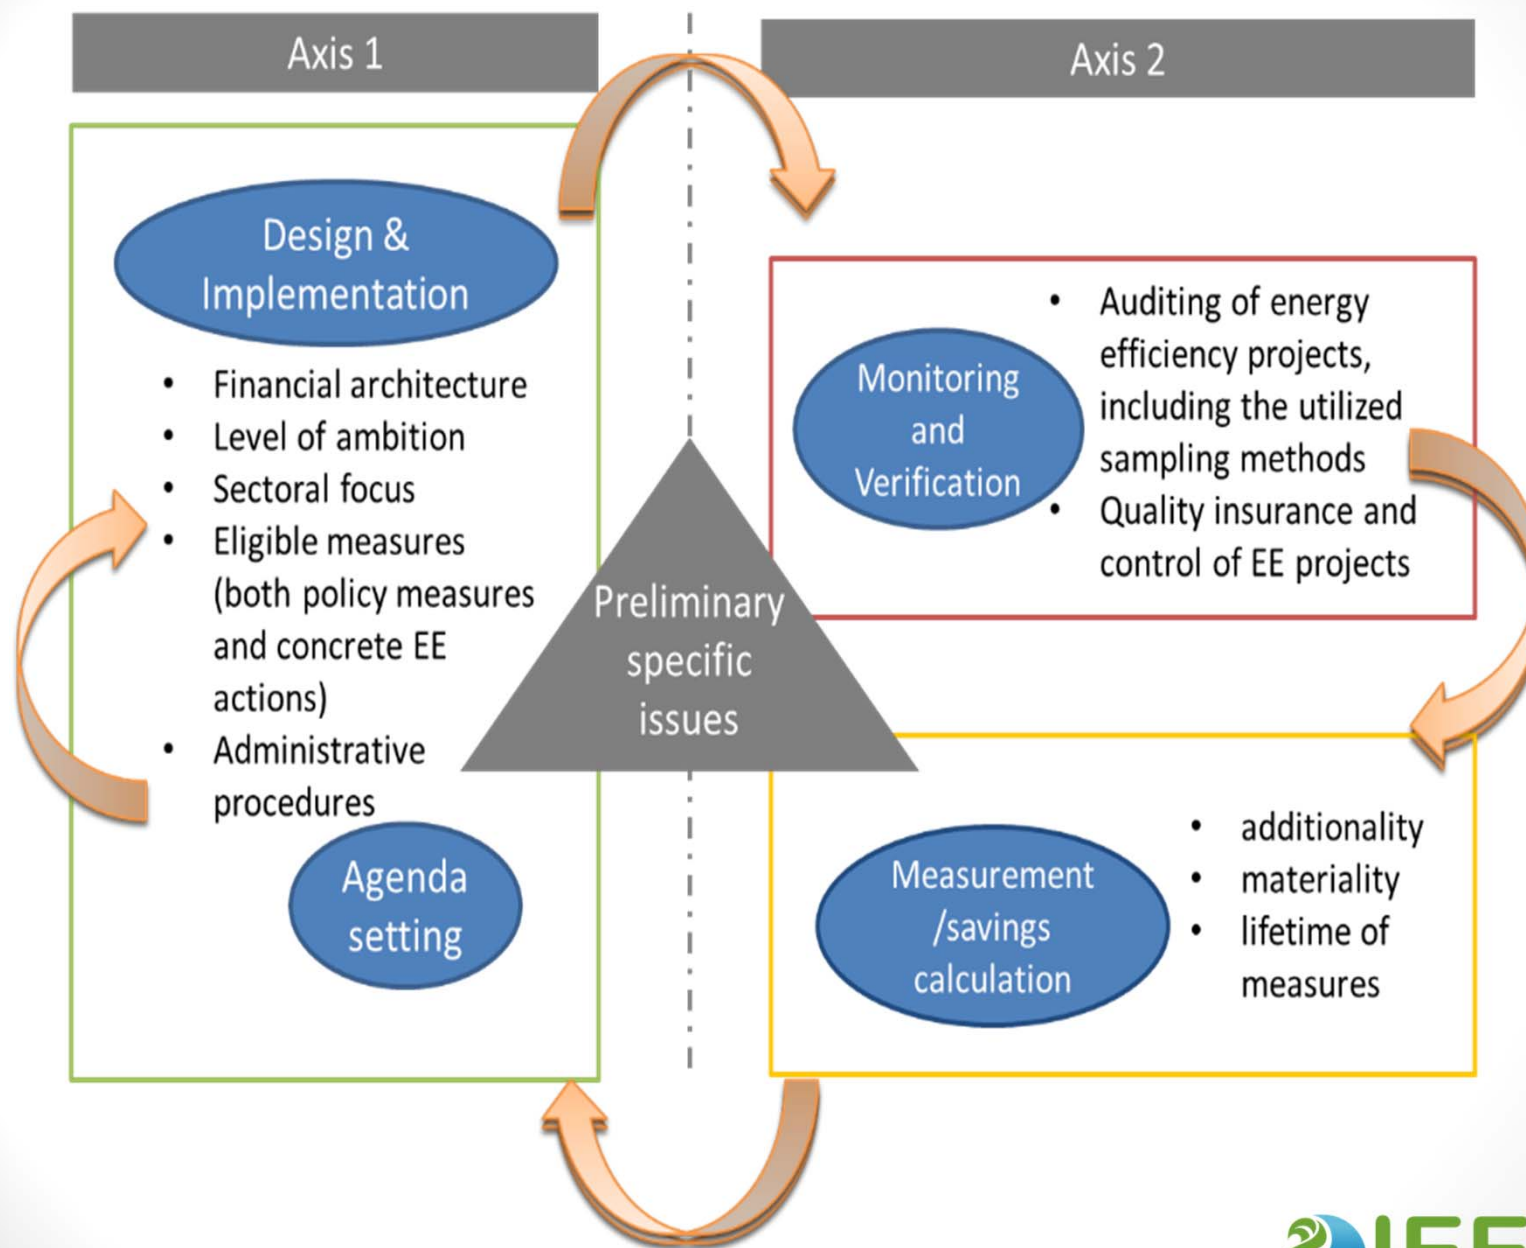 Axis 1
Axis 2
Design &
Implementation
• Financial architecture
• Level of ambition
• Sectoral focus
• Eligible measures
(both policy measures
and concrete EE
actions)
• Administrative
procedures
Agenda
setting
Preliminary
specific
issues
Monitoring
and
Verification
• Auditing of energy
efficiency projects,
including the utilized
sampling methods
• Quality insurance and
control of EE projects
Measurement
/savings
calculation
• additionality
• materiality
• lifetime of
measures